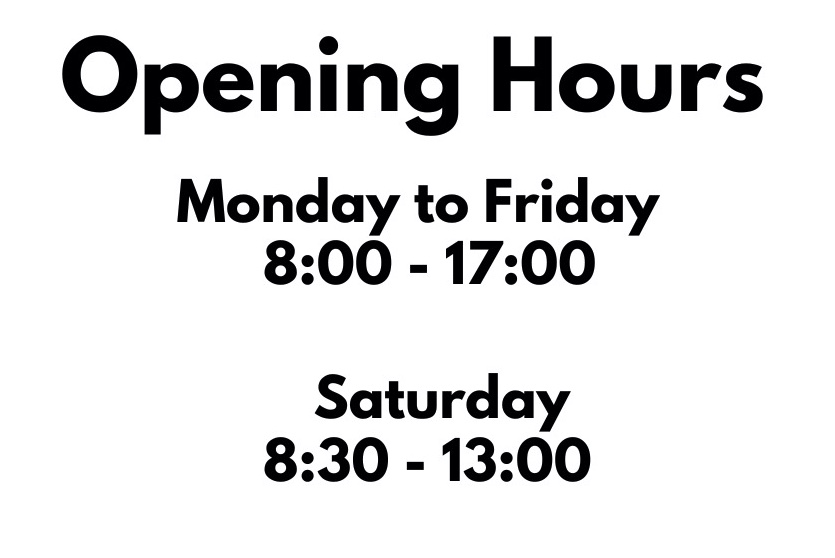 Opening Hours
Monday to Friday
8:00 - 17:00
Saturday
8:30 - 13:00